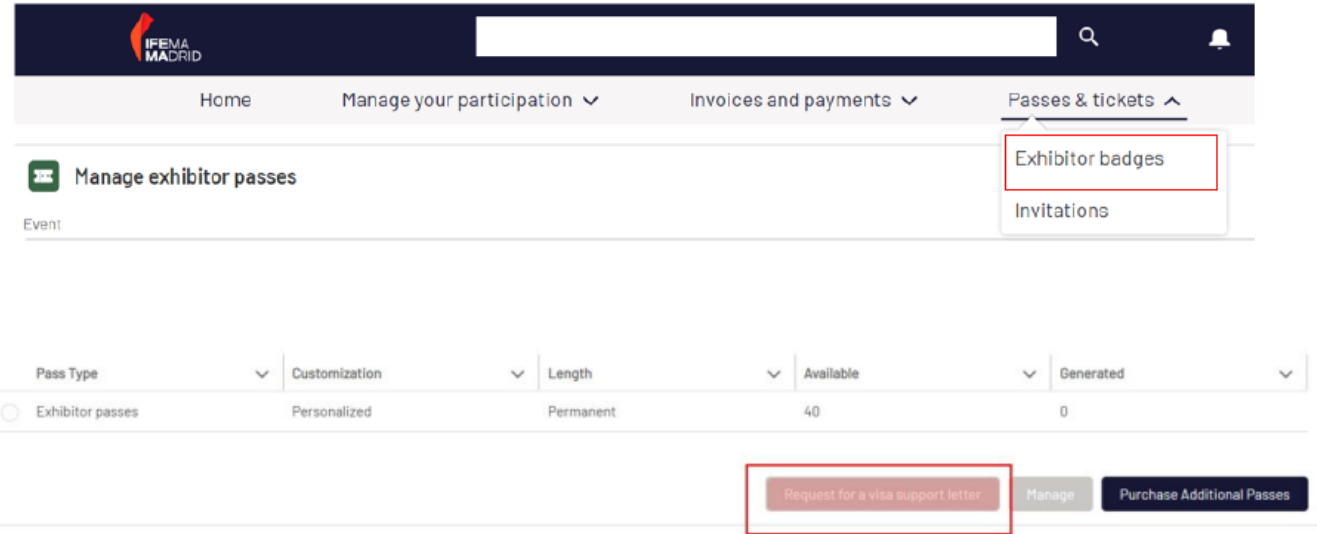 IFEMA
MADRID
Home Manage your participation Invoices and payments Passes & tickets
Exhibitor badges
Invitations
Manage exhibitor passes
Event
Pass Type Customization Length Available Generated
Exhibitor passes Personalized Permanent 40 0
Request for a visa support letter Manage Purchase Additional Passes